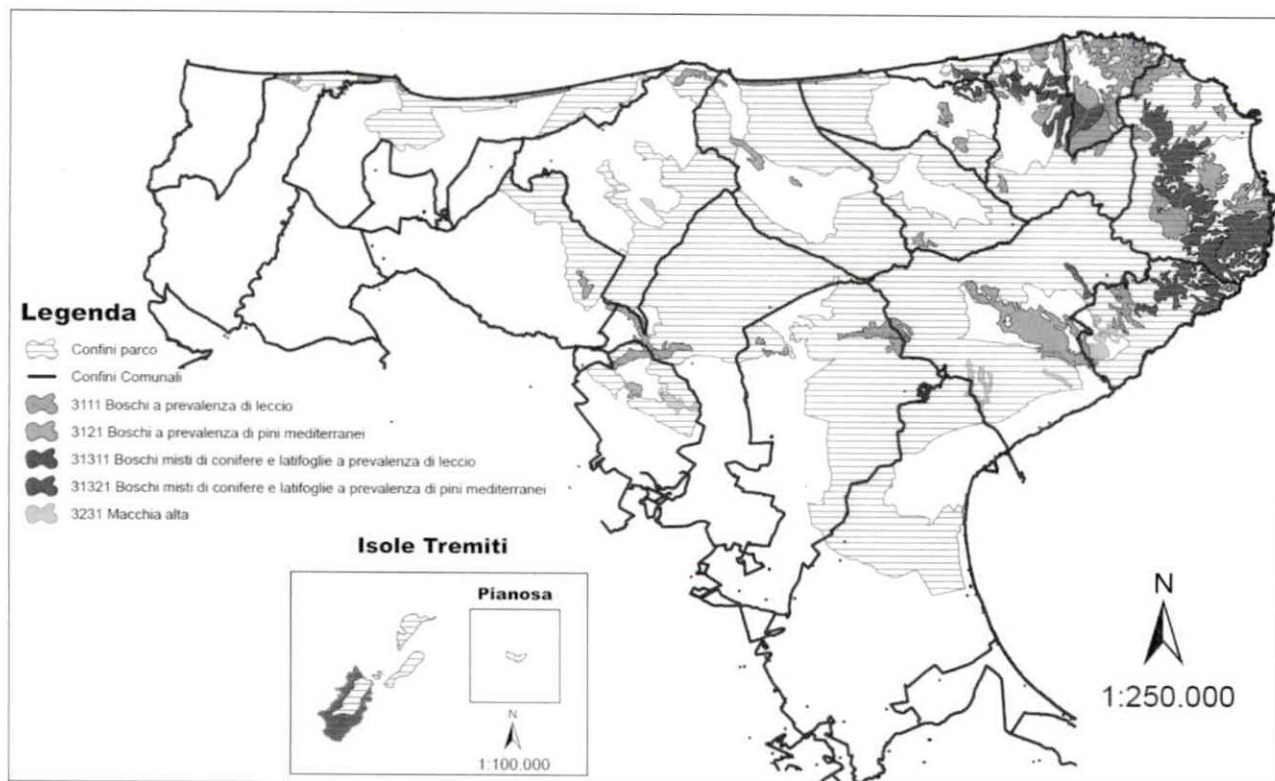 Legenda
Confini parco
Confini Comunali
3111 Boschi a prevalenza di leccio
3121 Boschi a prevalenza di pini mediterranei
31311 Boschi misti di conifere e latifoglie a prevalenza di leccio
31321 Boschi misti di conifere e latifoglie a prevalenza di pini mediterranei
3231 Macchia alta
Isole Tremiti
Pianosa
N
1:100.000
N
1:250.000